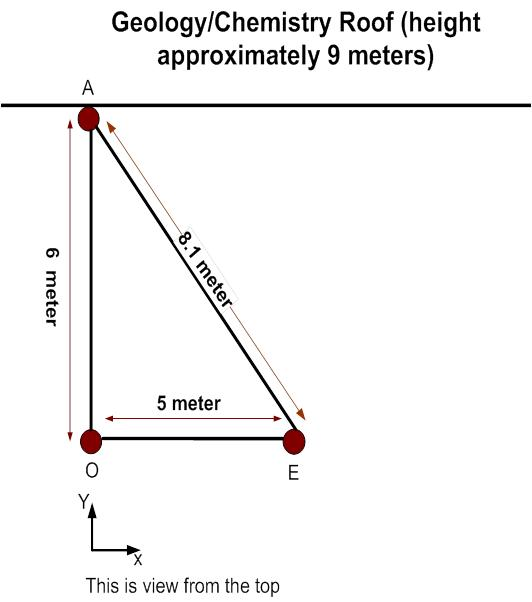 Geology/Chemistry Roof (height
approximately 9 meters)
A
6 meter
8.1 meter
5 meter
O
E
Y
x
This is view from the top